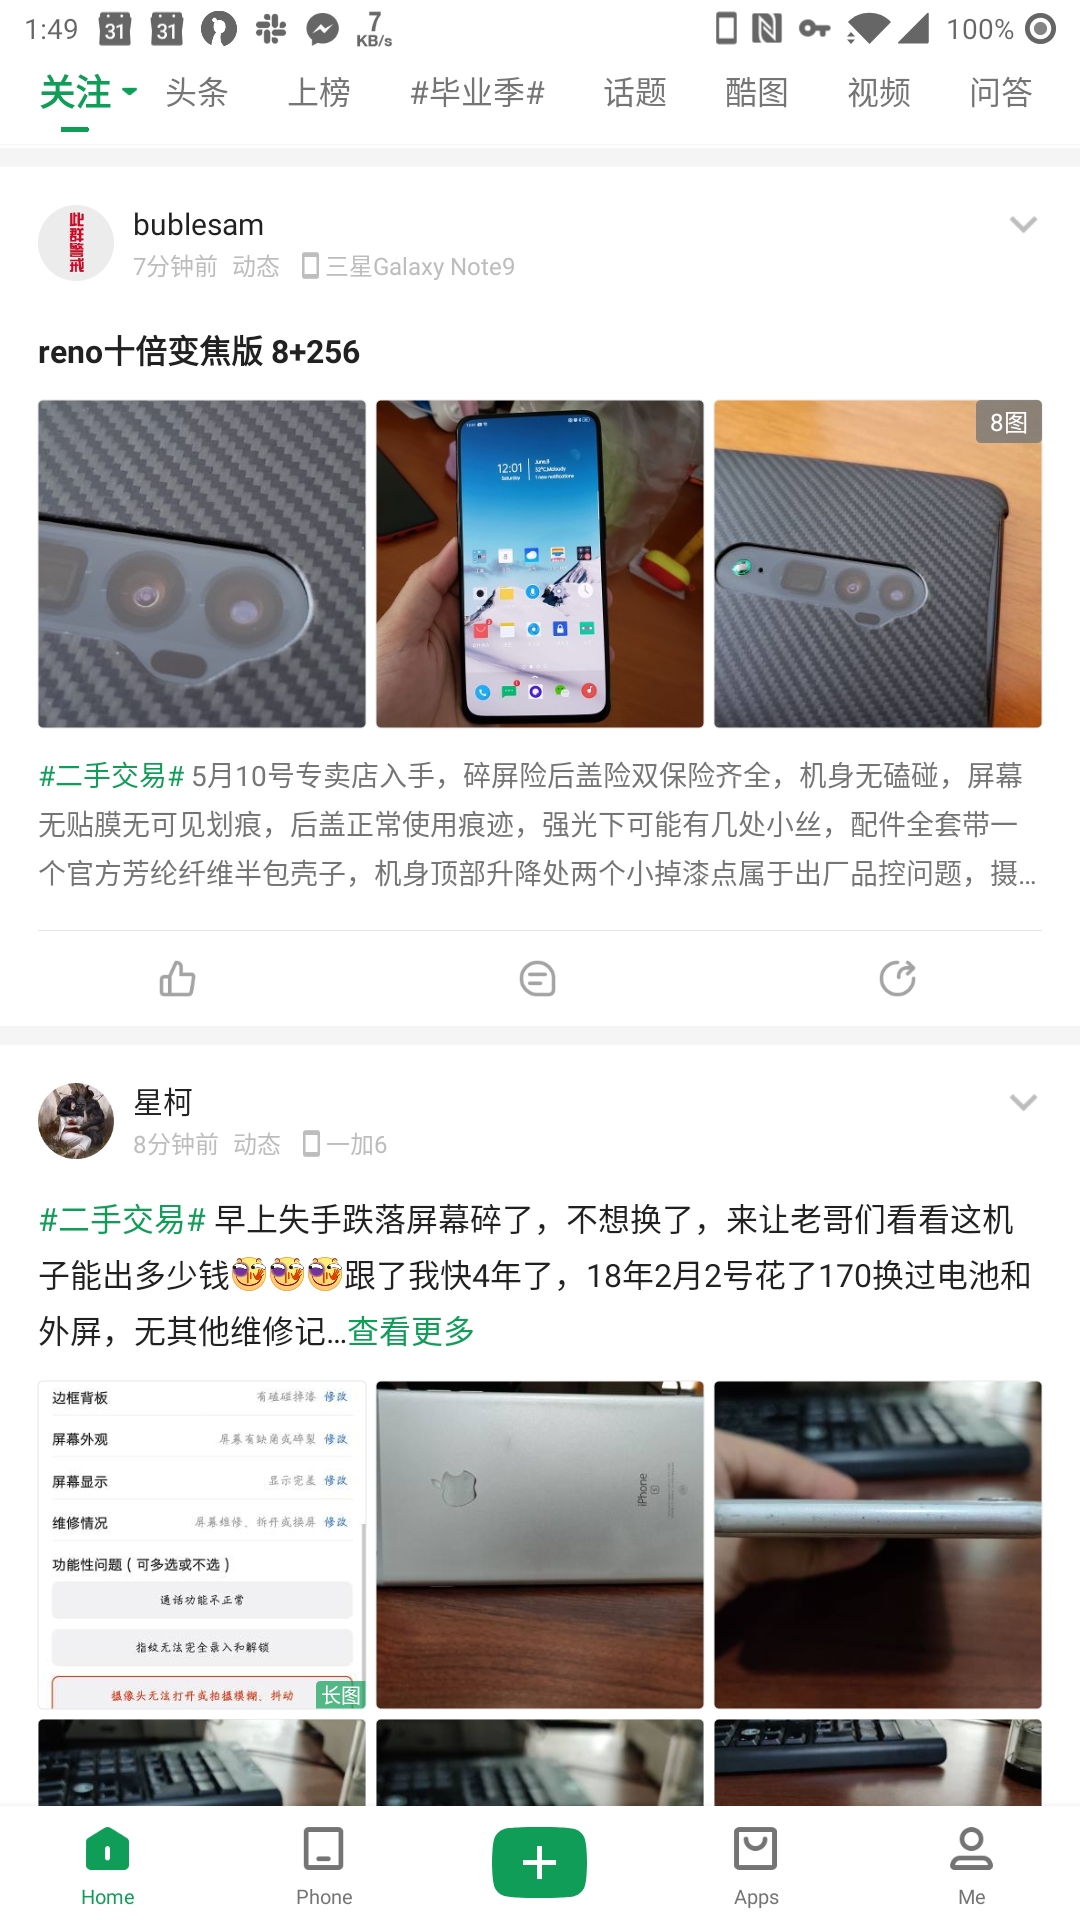 1:49
31
31
7
KB/s
100%
关注
头条
上榜
#毕业季#
话题
酷图
视频
问答
此群警戒
bublesam
7分钟前 动态 三星Galaxy Note9
reno十倍变焦版 8+256
12:01
Saturday
8图
#二手交易# 5月10号专卖店入手，碎屏险后盖险双保险齐全，机身无磕碰，屏幕
无贴膜无可见划痕，后盖正常使用痕迹，强光下可能有几处小丝，配件全套带一
个官方芳纶纤维半包壳子，机身顶部升降处两个小掉漆点属于出厂品控问题，摄...
星柯
8分钟前 动态 一加6
#二手交易# 早上失手跌落屏幕碎了，不想换了，来让老哥们看看这机
子能出多少钱跟了我快4年了，18年2月2号花了170换过电池和
外屏，无其他维修记...查看更多
边框背板 有磕碰掉漆 修改
屏幕外观 屏幕有缺角或碎裂 修改
屏幕显示 显示完美 修改
维修情况 屏幕维修、拆开或换屏 修改
功能性问题 ( 可多选或不选 )
通话功能不正常
指纹无法完全录入和解锁
摄像头无法打开或拍摄模糊、抖动
长图
iPhone
S
Home
Phone
Apps
Me